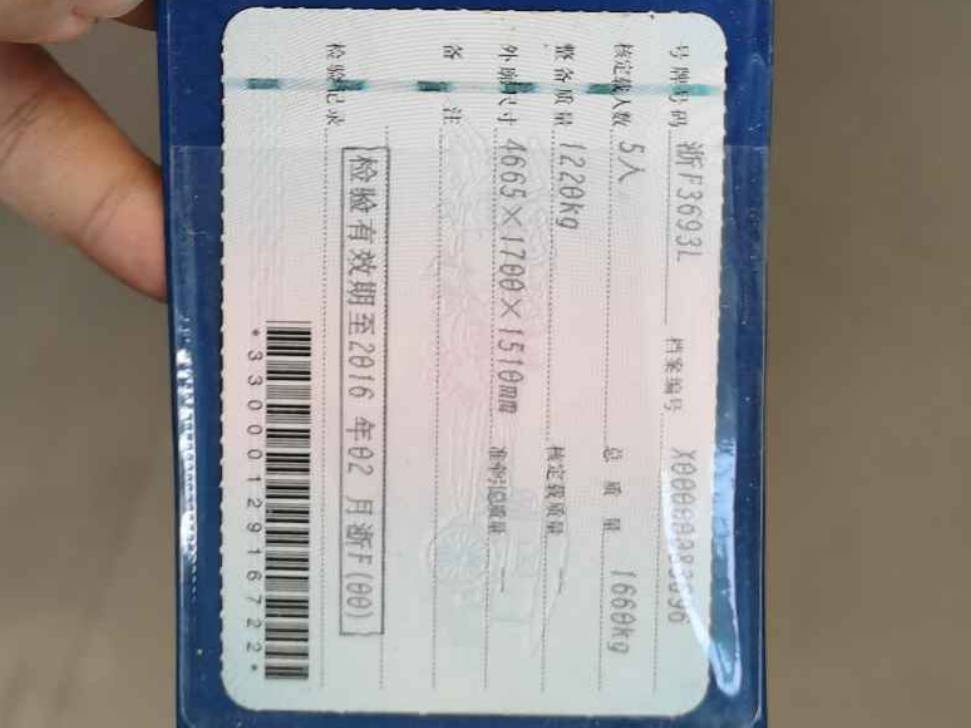 号牌号码 浙F3693L 档案编号
核定载人数 5人 总质量 1660kg
整备质量 1220kg 核定载质量 —
外廓尺寸 4665×1700×1510mm 准牵引总质量 —
备注
检验有效期至2016年02月浙F(00)
检验记录
*3300012916722*